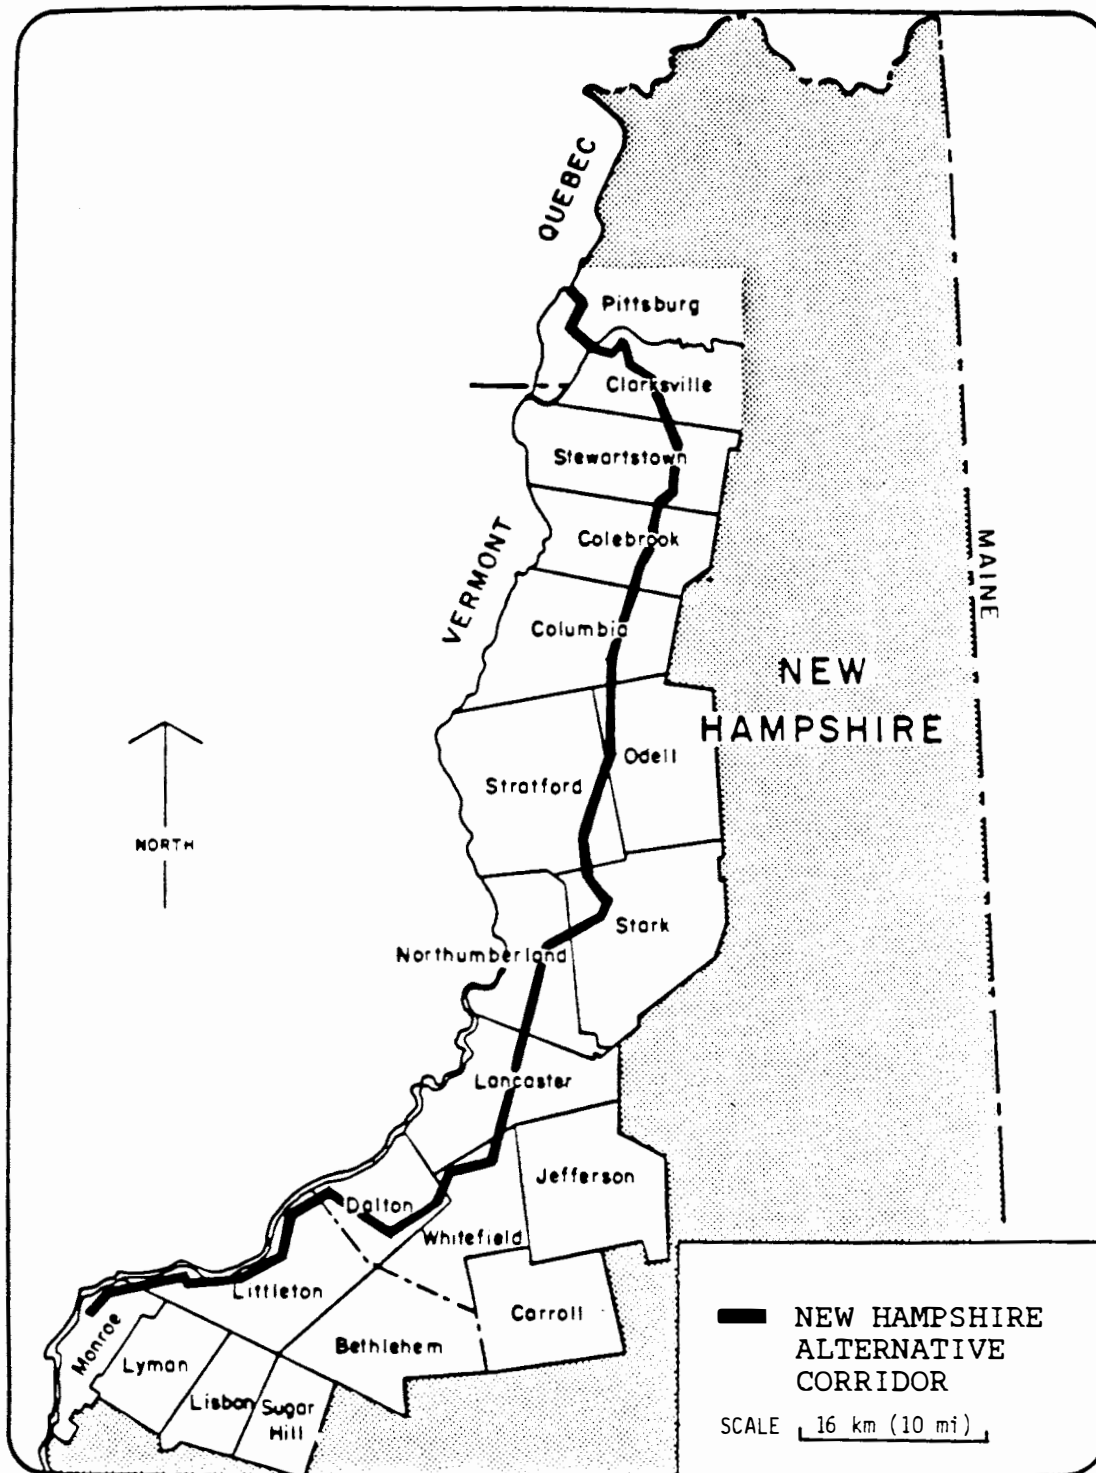 QUEBEC
Pittsburg
Clarksville
Stewartstown
Colebrook
VERMONT
MAINE
Columbia
NEW
HAMPSHIRE
Odell
Stratford
NORTH
Stark
Northumberland
Lancaster
Jefferson
Dalton
Whitefield
Littleton
Carroll
Monroe
Bethlehem
Lyman
Lisbon
Sugar
Hill
NEW HAMPSHIRE
ALTERNATIVE
CORRIDOR
SCALE 16 km (10 mi)